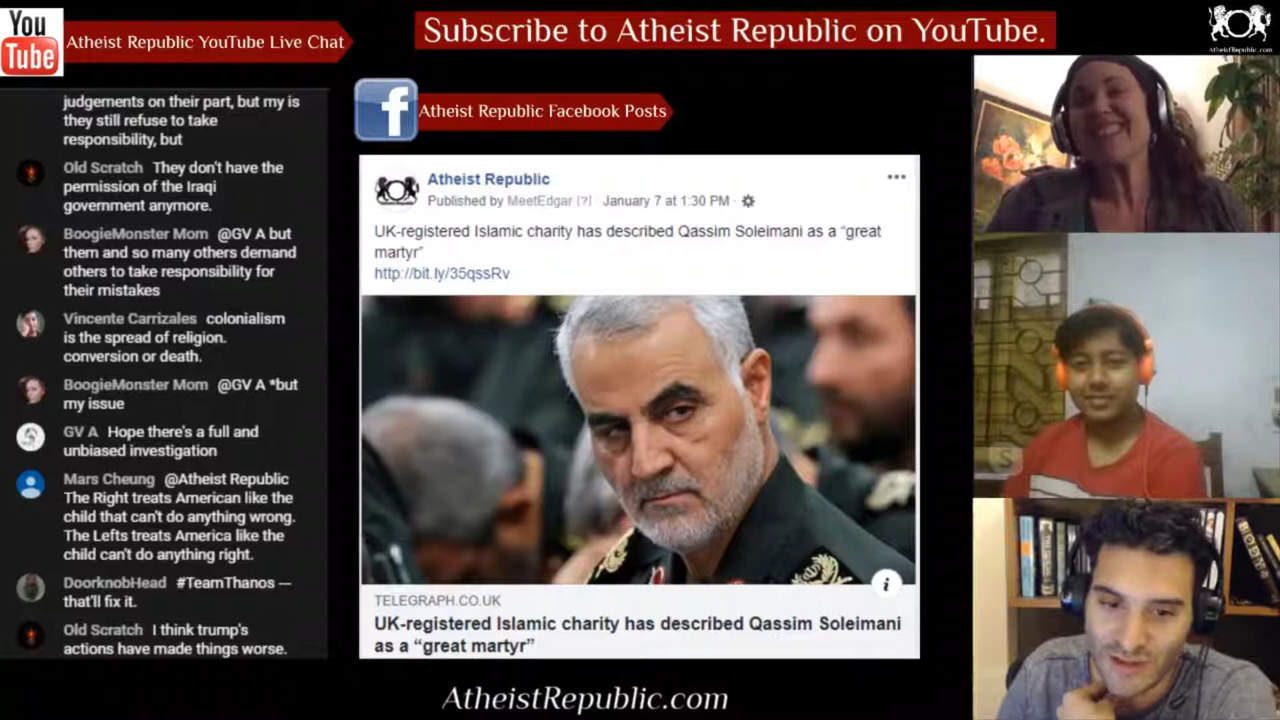 You
Tube
Atheist Republic YouTube Live Chat
Subscribe to Atheist Republic on YouTube.
AtheistRepublic.com
f
Atheist Republic Facebook Posts
judgements on their part, but my is
they still refuse to take
responsibility, but
Old Scratch They don't have the
permission of the Iraqi
government anymore.
BoogieMonster Mom @GV A but
them and so many others demand
others to take responsibility for
their mistakes
Vincente Carrizales colonialism
is the spread of religion.
conversion or death.
BoogieMonster Mom @GV A *but
my issue
GV A Hope there's a full and
unbiased investigation
Mars Cheung @Atheist Republic
The Right treats American like the
child that can't do anything wrong.
The Lefts treats America like the
child can't do anything right.
DoorknobHead #TeamThanos —
that'll fix it.
Old Scratch I think trump's
actions have made things worse.
Atheist Republic
Published by MeetEdgar [?] · January 7 at 1:30 PM ·
UK-registered Islamic charity has described Qassim Soleimani as a “great
martyr”
http://bit.ly/35qssRv
i
TELEGRAPH.CO.UK
UK-registered Islamic charity has described Qassim Soleimani
as a “great martyr”
S
AtheistRepublic.com